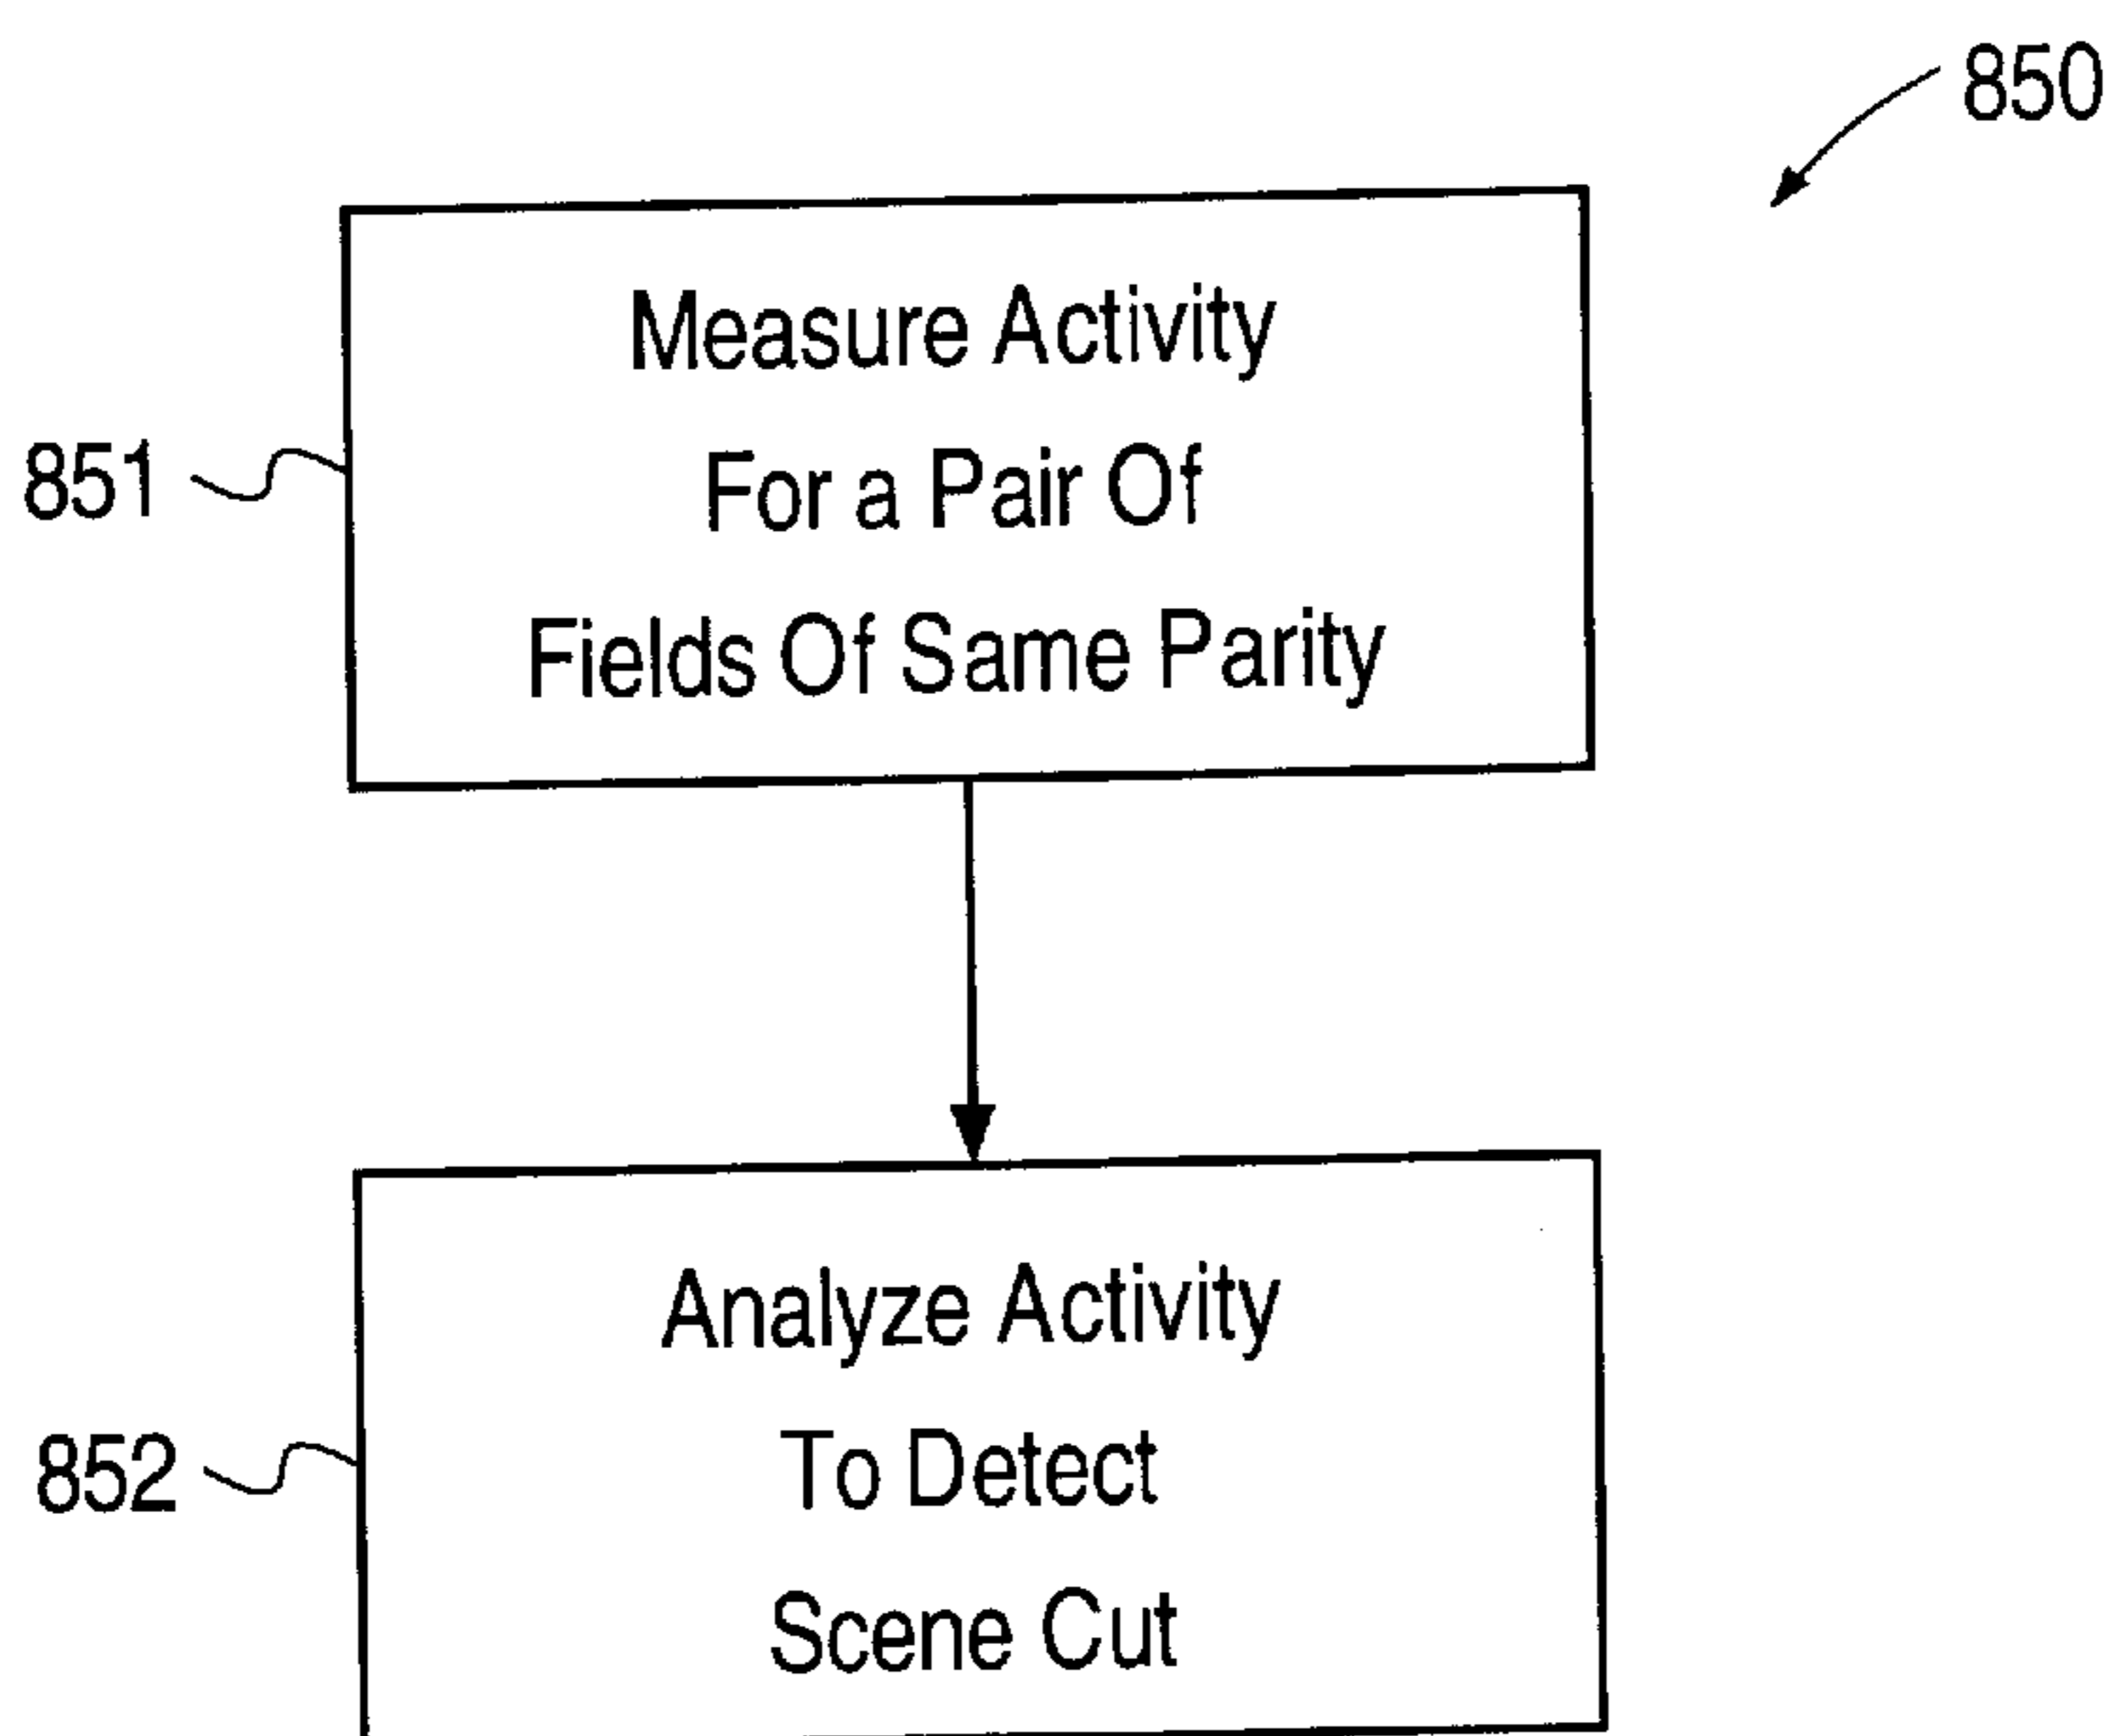 850
Measure Activity
For a Pair Of
Fields Of Same Parity
851
Analyze Activity
To Detect
Scene Cut
852